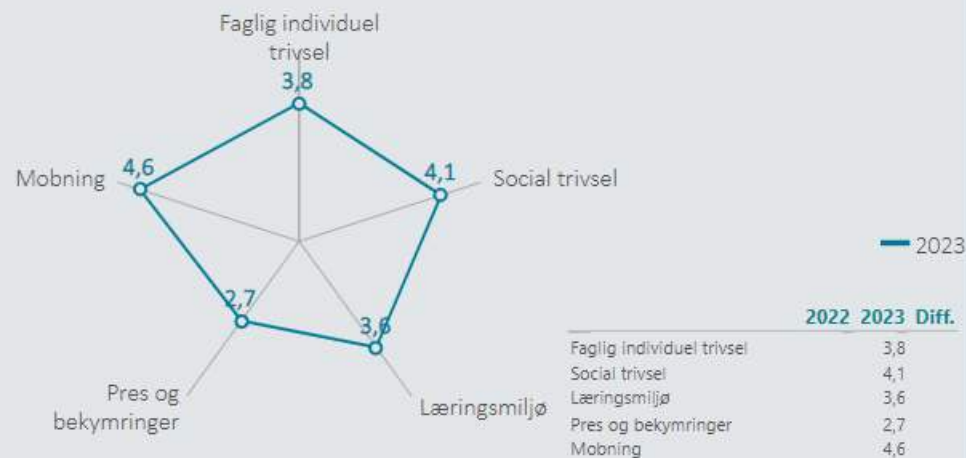 Faglig individuel
trivsel
3,8
4,6
Mobning
4,1
Social trivsel
2023
2,7
3,6
Pres og
bekymringer
Læringsmiljø
2022 2023 Diff.
Faglig individuel trivsel 3,8
Social trivsel 4,1
Læringsmiljø 3,6
Pres og bekymringer 2,7
Mobning 4,6